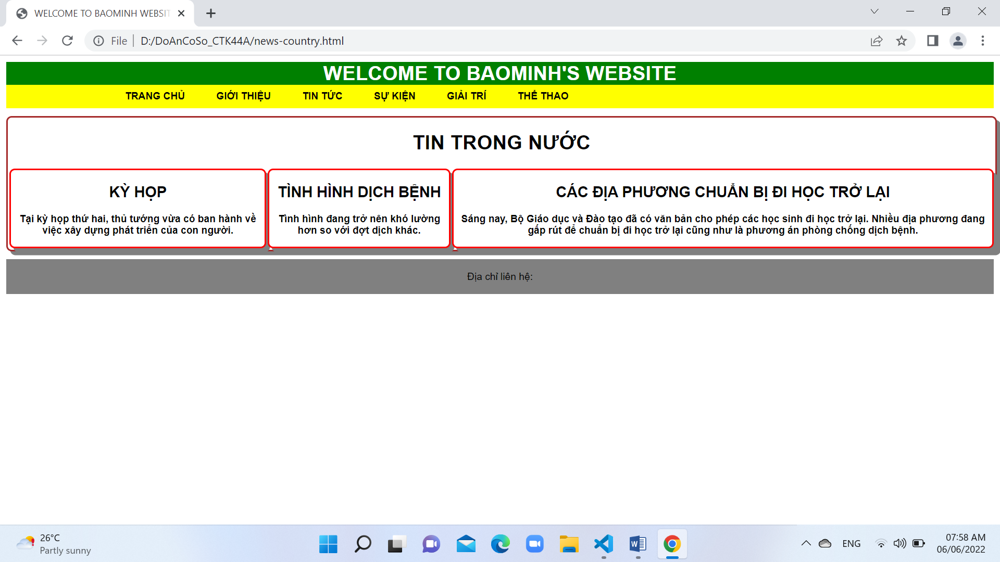 WELCOME TO BAOMINH WEBSIT
File
D:/DoAnCoSo_CTK44A/news-country.html
WELCOME TO BAOMINH'S WEBSITE
TRANG CHỦ GIỚI THIỆU TIN TỨC SỰ KIỆN GIẢI TRÍ THỂ THAO
TIN TRONG NƯỚC
KỲ HỌP
Tại kỳ họp thứ hai, thủ tướng vừa có ban hành về
việc xây dựng phát triển của con người.
TÌNH HÌNH DỊCH BỆNH
Tình hình đang trở nên khó lường
hơn so với đợt dịch khác.
CÁC ĐỊA PHƯƠNG CHUẨN BỊ ĐI HỌC TRỞ LẠI
Sáng nay, Bộ Giáo dục và Đào tạo đã có văn bản cho phép các học sinh đi học trở lại. Nhiều địa phương đang
gấp rút để chuẩn bị đi học trở lại cũng như là phương án phòng chống dịch bệnh.
Địa chỉ liên hệ:
26°C
Partly sunny
W
ENG
07:58 AM
06/06/2022